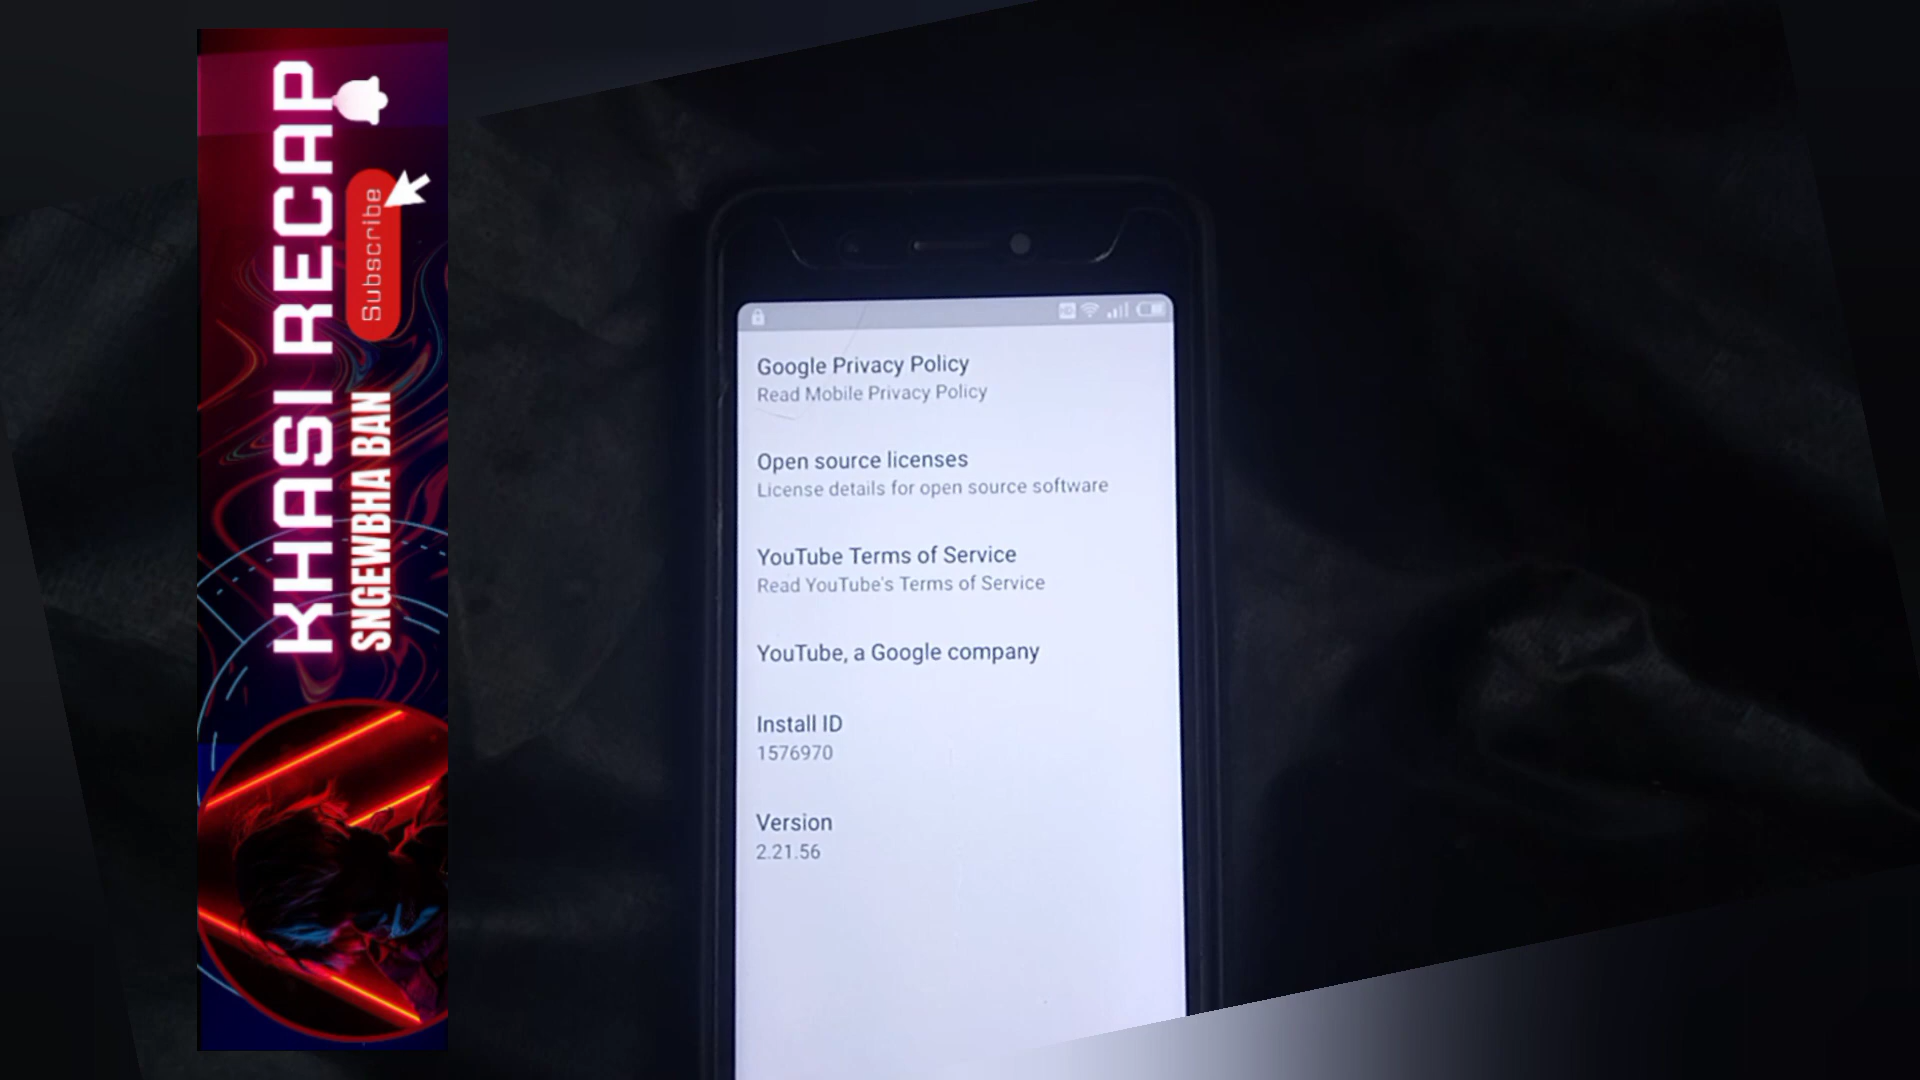 KHASI RECAP
Subscribe
SNGEWBHA BAN
Google Privacy Policy
Read Mobile Privacy Policy
Open source licenses
License details for open source software
YouTube Terms of Service
Read YouTube's Terms of Service
YouTube, a Google company
Install ID
1576970
Version
2.21.56